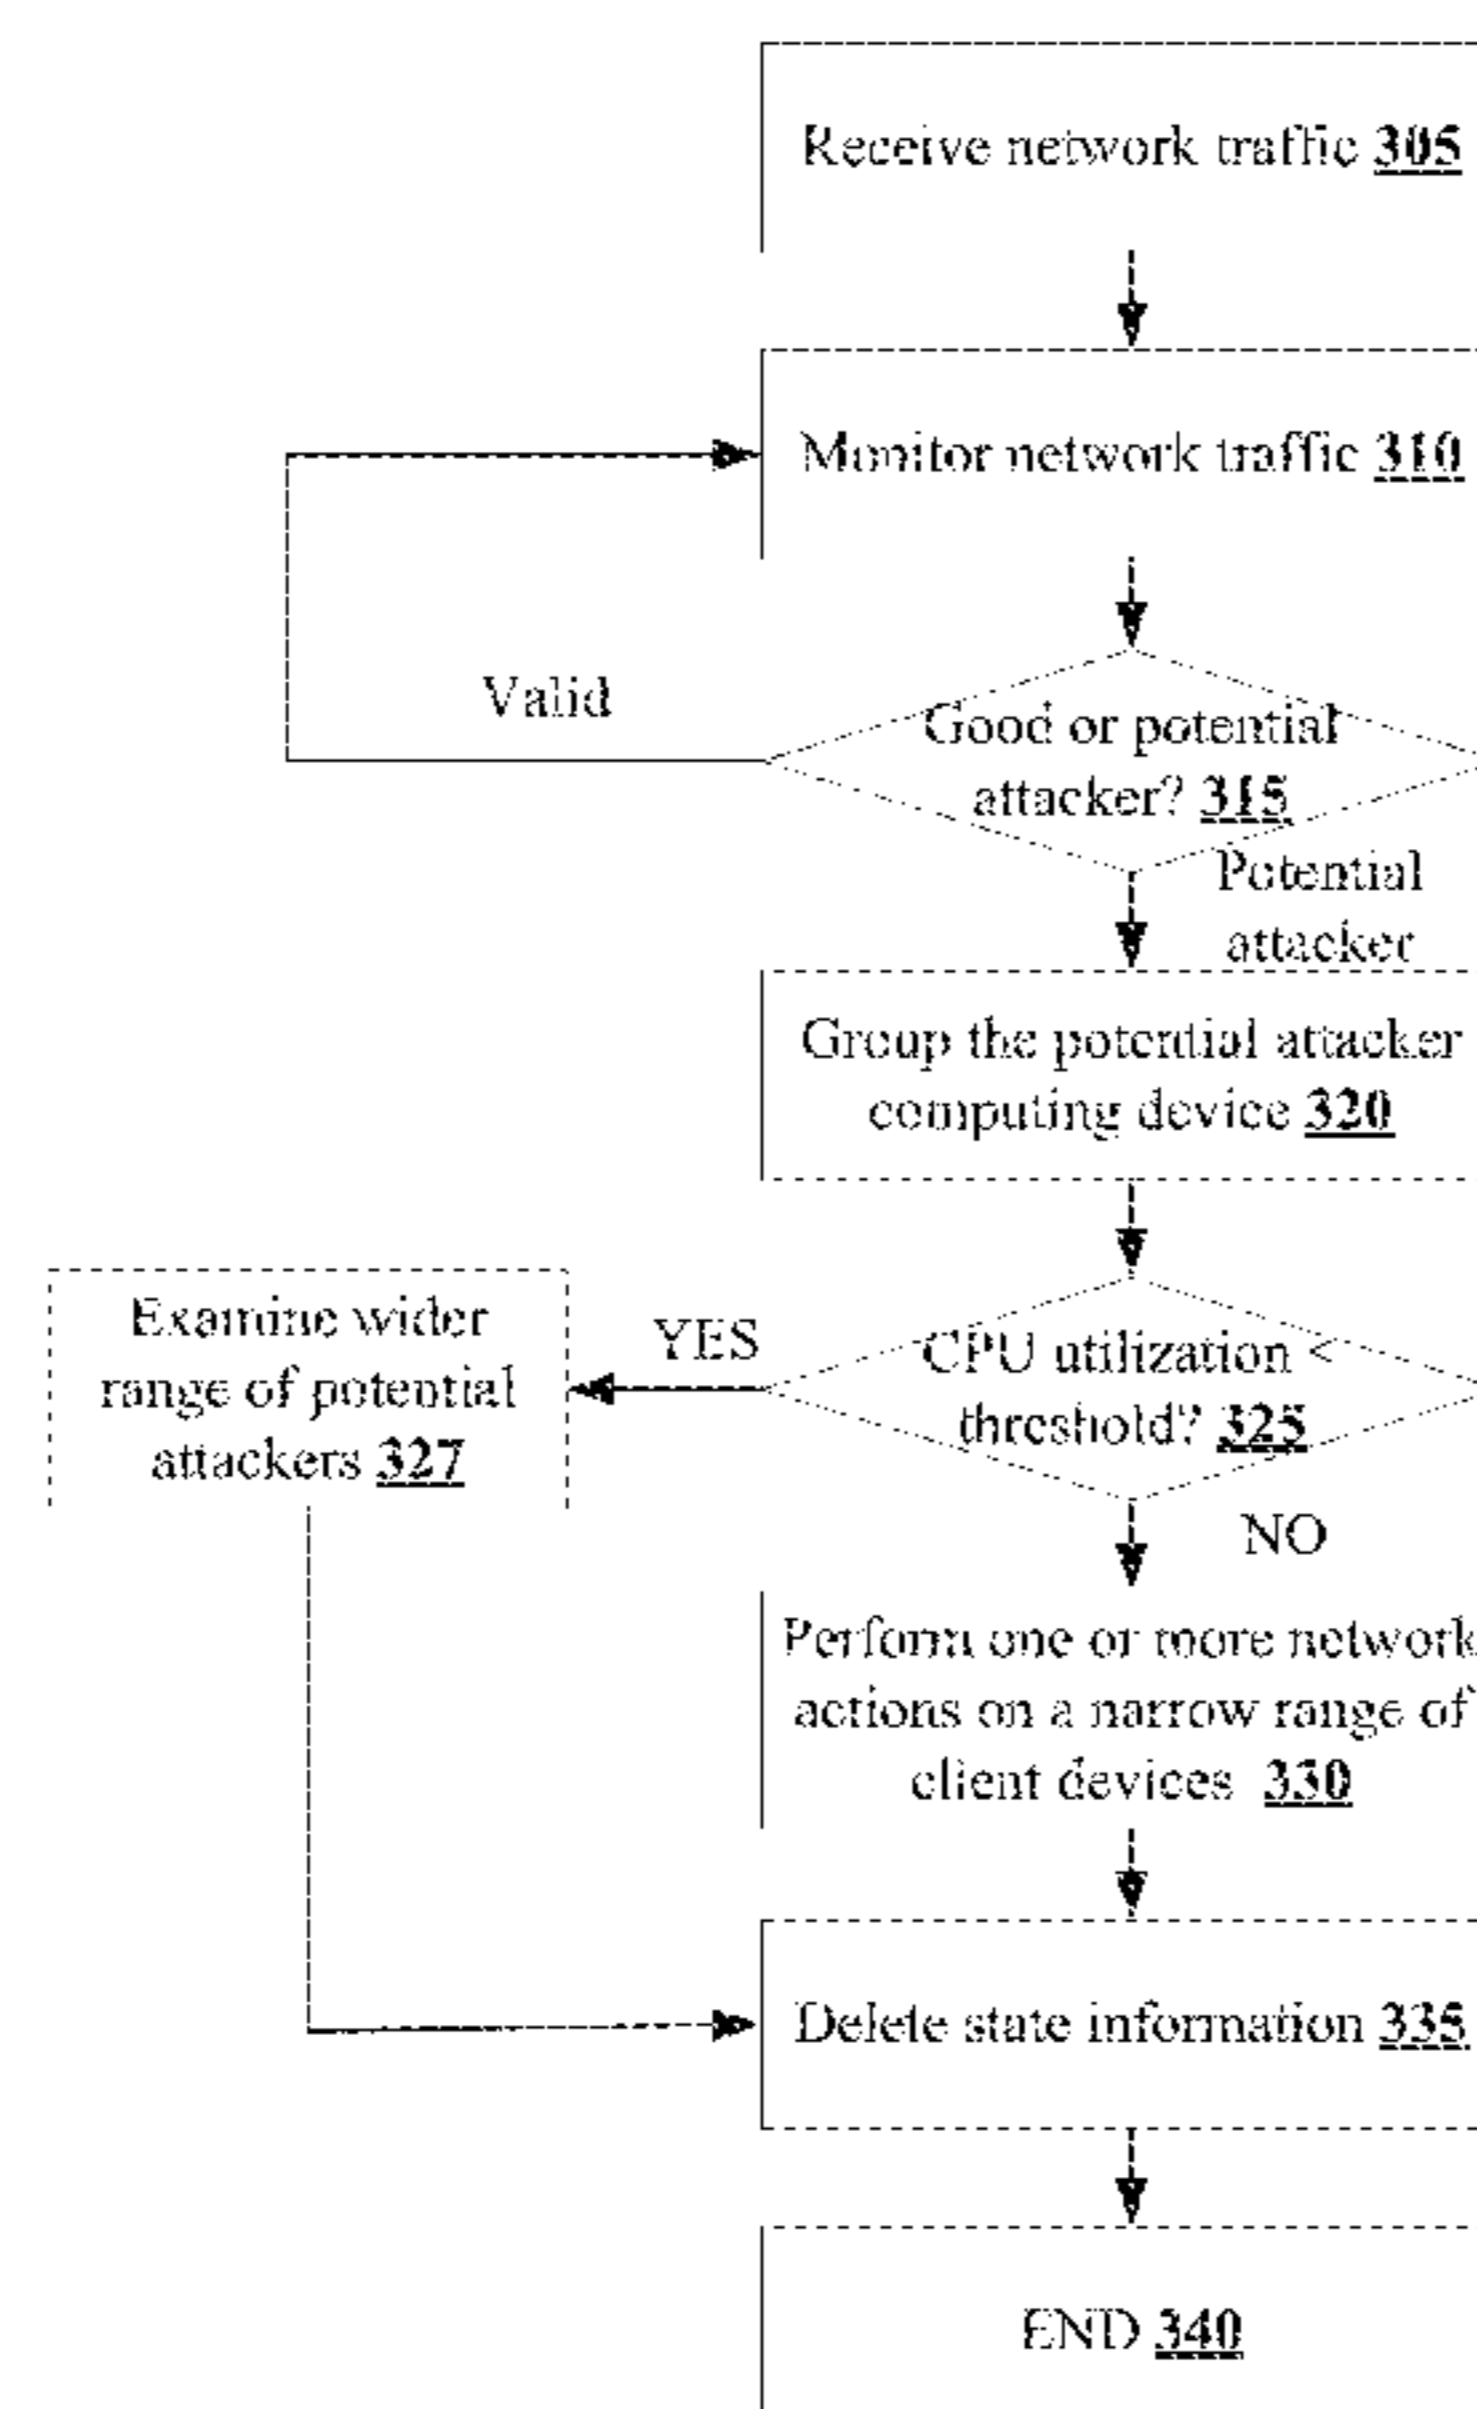 Receive network traffic 305
Monitor network traffic 310
Valid
Good or potential
attacker? 315
Potential
attacker
Group the potential attacker
computing device 320
Examine wider
range of potential
attackers 327
YES
CPU utilization <
threshold? 325
NO
Perform one or more network
actions on a narrow range of
client devices 330
Delete state information 335
END 340